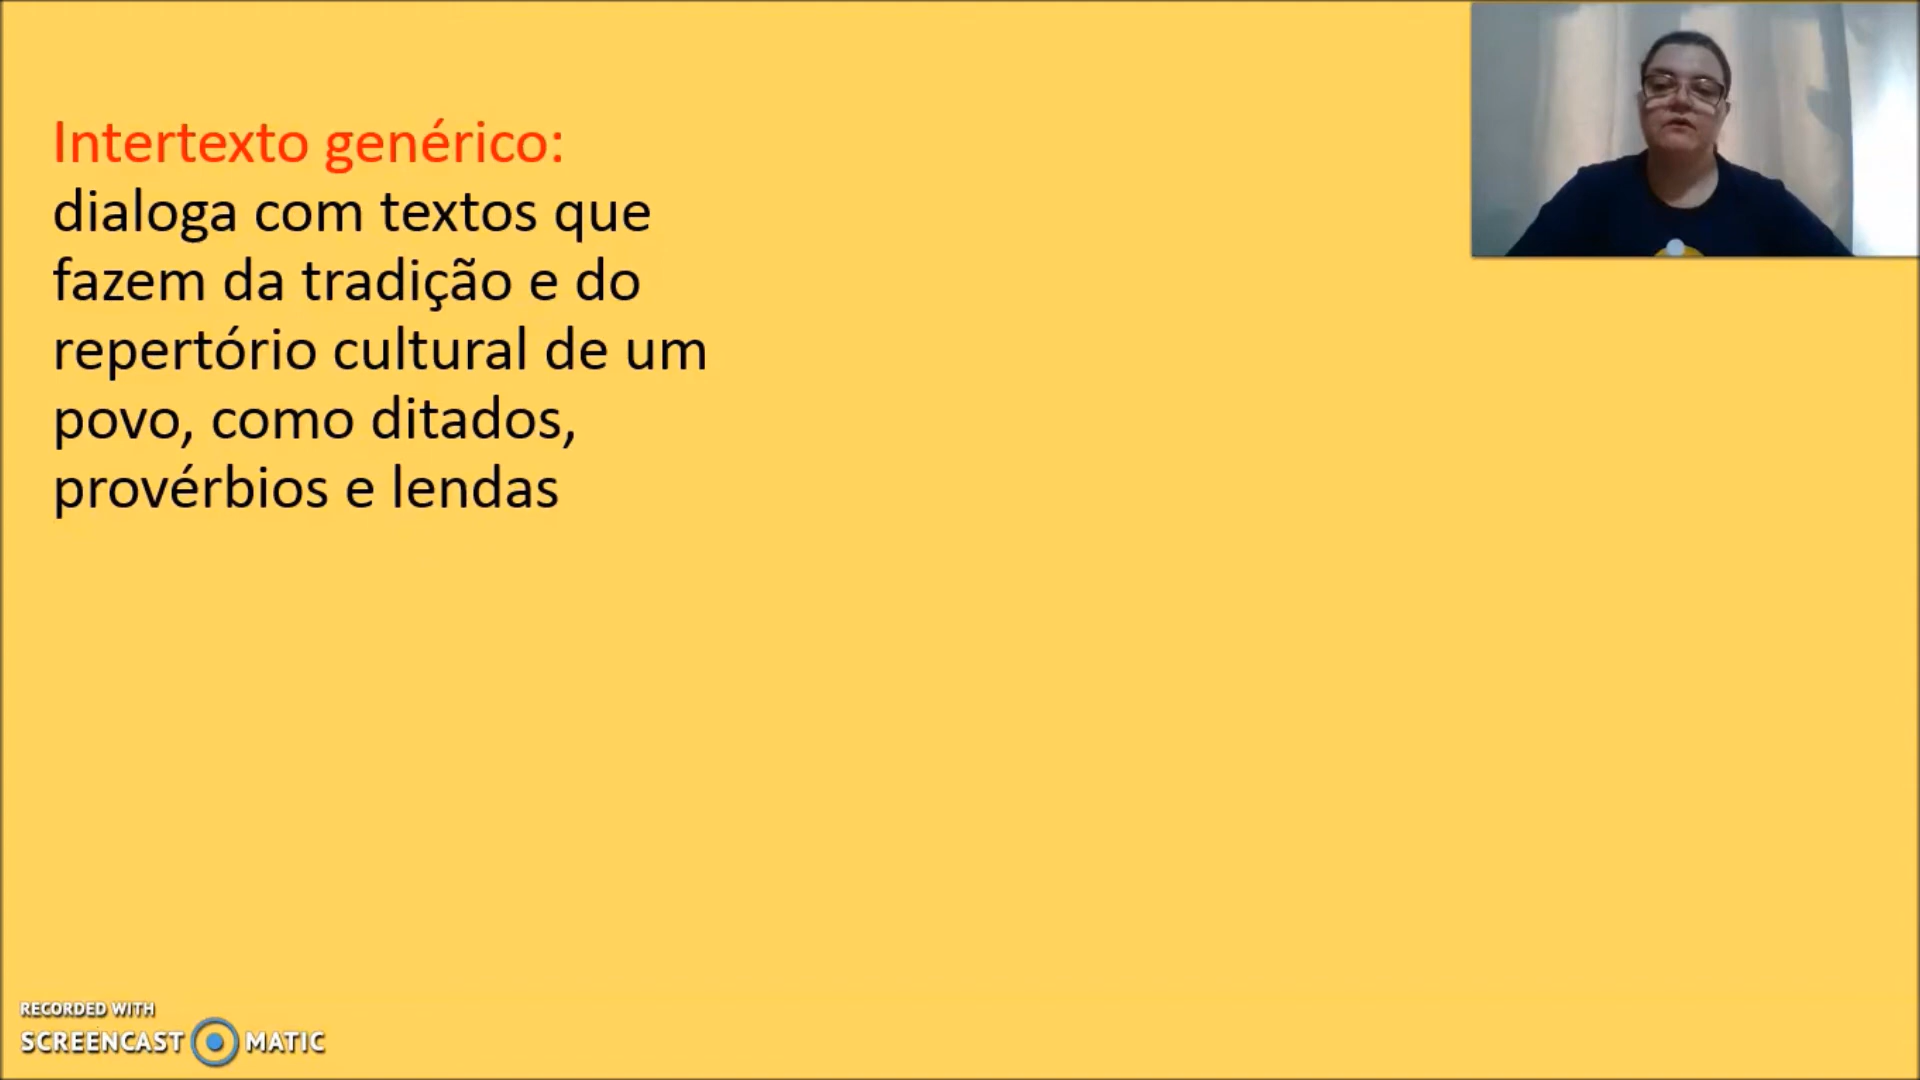 Intertexto genérico:
dialoga com textos que
fazem da tradição e do
repertório cultural de um
povo, como ditados,
provérbios e lendas
RECORDED WITH
SCREENCAST MATIC